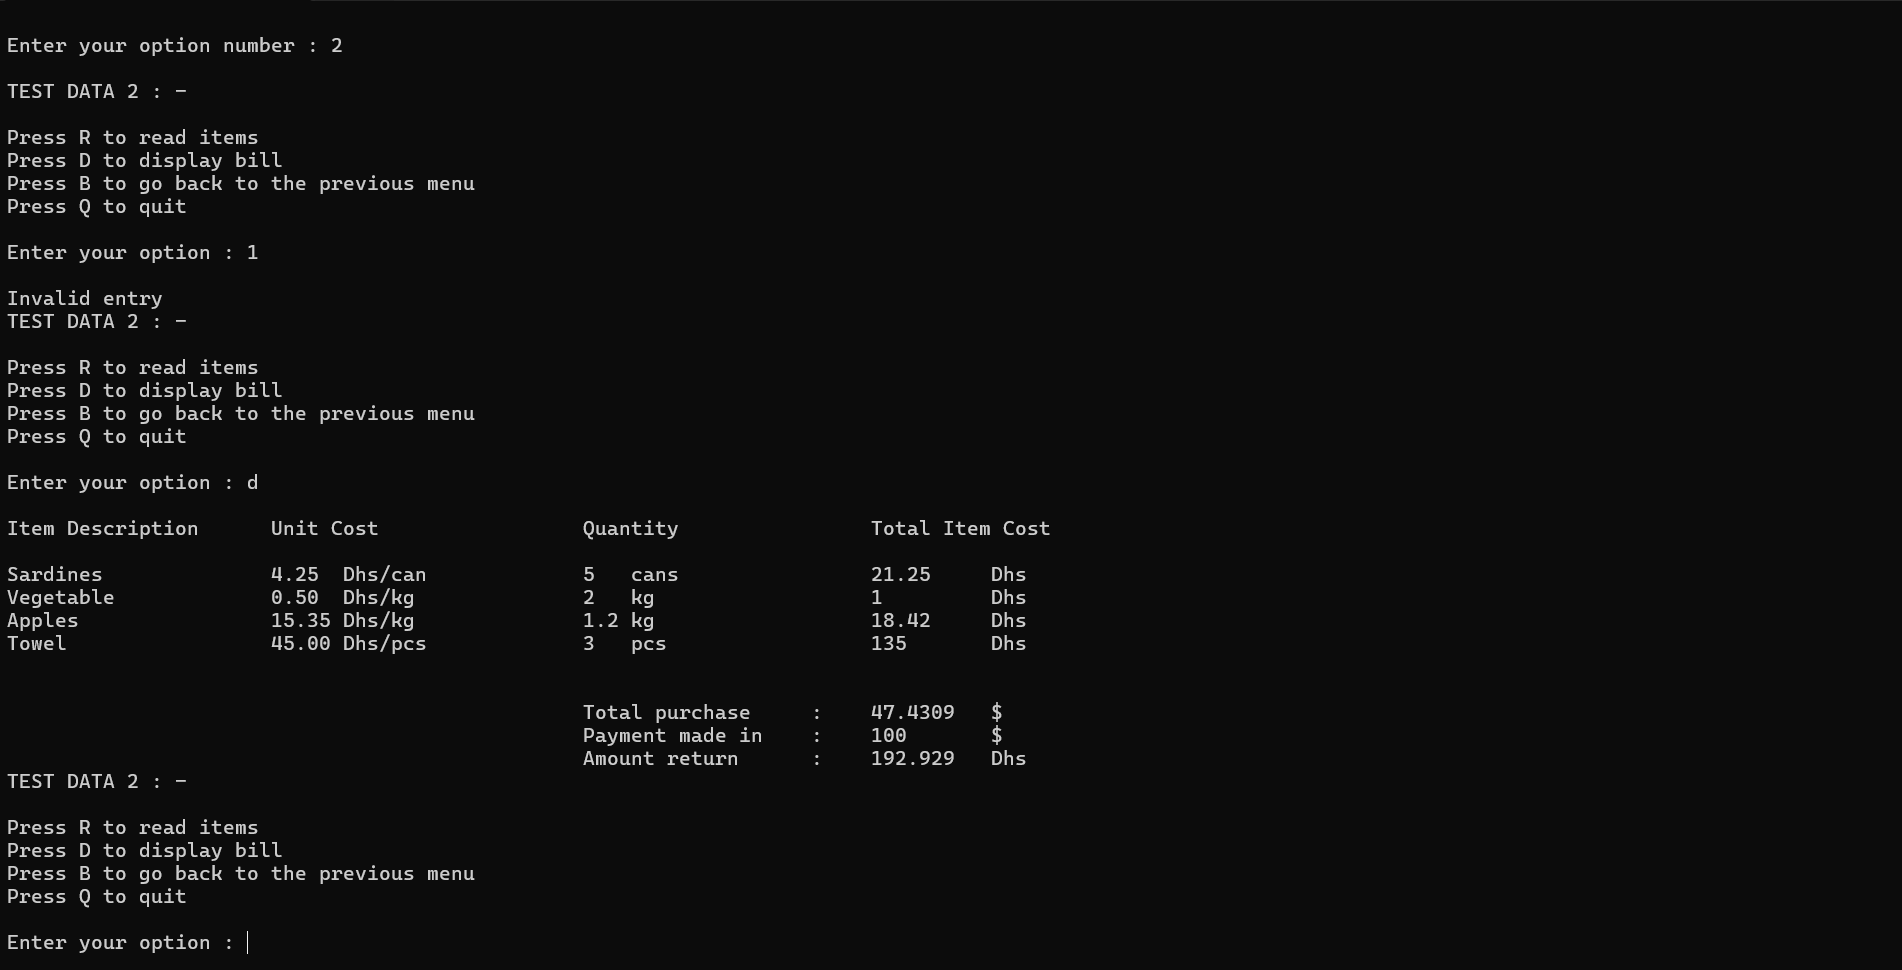 Enter your option number : 2
TEST DATA 2 : -
Press R to read items
Press D to display bill
Press B to go back to the previous menu
Press Q to quit
Enter your option : 1
Invalid entry
TEST DATA 2 : -
Press R to read items
Press D to display bill
Press B to go back to the previous menu
Press Q to quit
Enter your option : d
Item Description Unit Cost Quantity Total Item Cost
Sardines 4.25 Dhs/can 5 cans 21.25 Dhs
Vegetable 0.50 Dhs/kg 2 kg 1 Dhs
Apples 15.35 Dhs/kg 1.2 kg 18.42 Dhs
Towel 45.00 Dhs/pcs 3 pcs 135 Dhs
Total purchase : 47.4309 $
Payment made in : 100 $
Amount return : 192.929 Dhs
TEST DATA 2 : -
Press R to read items
Press D to display bill
Press B to go back to the previous menu
Press Q to quit
Enter your option :